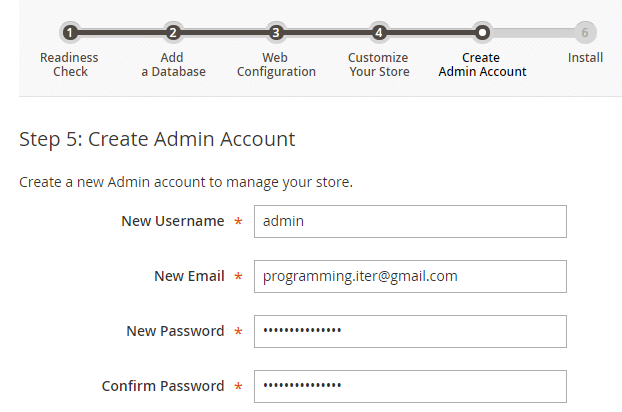 1 2 3 4 6
Readiness Check
Add a Database
Web Configuration
Customize Your Store
Create Admin Account
Install
Step 5: Create Admin Account
Create a new Admin account to manage your store.
New Username * admin
New Email * programming.iter@gmail.com
New Password * •••••••••••••••
Confirm Password * •••••••••••••••